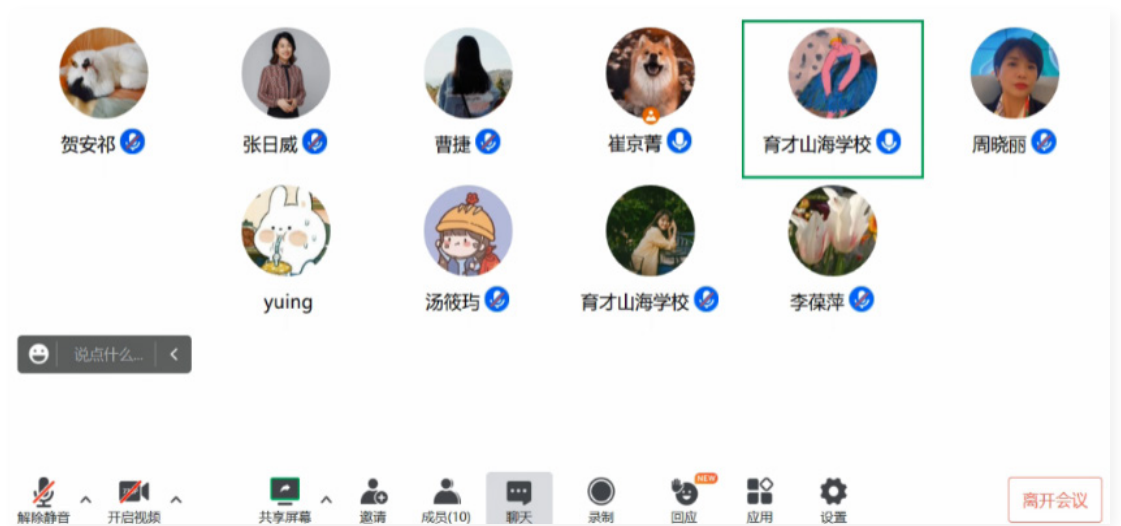 贺安祁
张日威
曹捷
崔京菁
育才山海学校
周晓丽
yuing
汤筱玙
育才山海学校
李葆萍
说点什么...
解除静音
开启视频
共享屏幕
邀请
成员(10)
聊天
录制
NEW
回应
应用
设置
离开会议